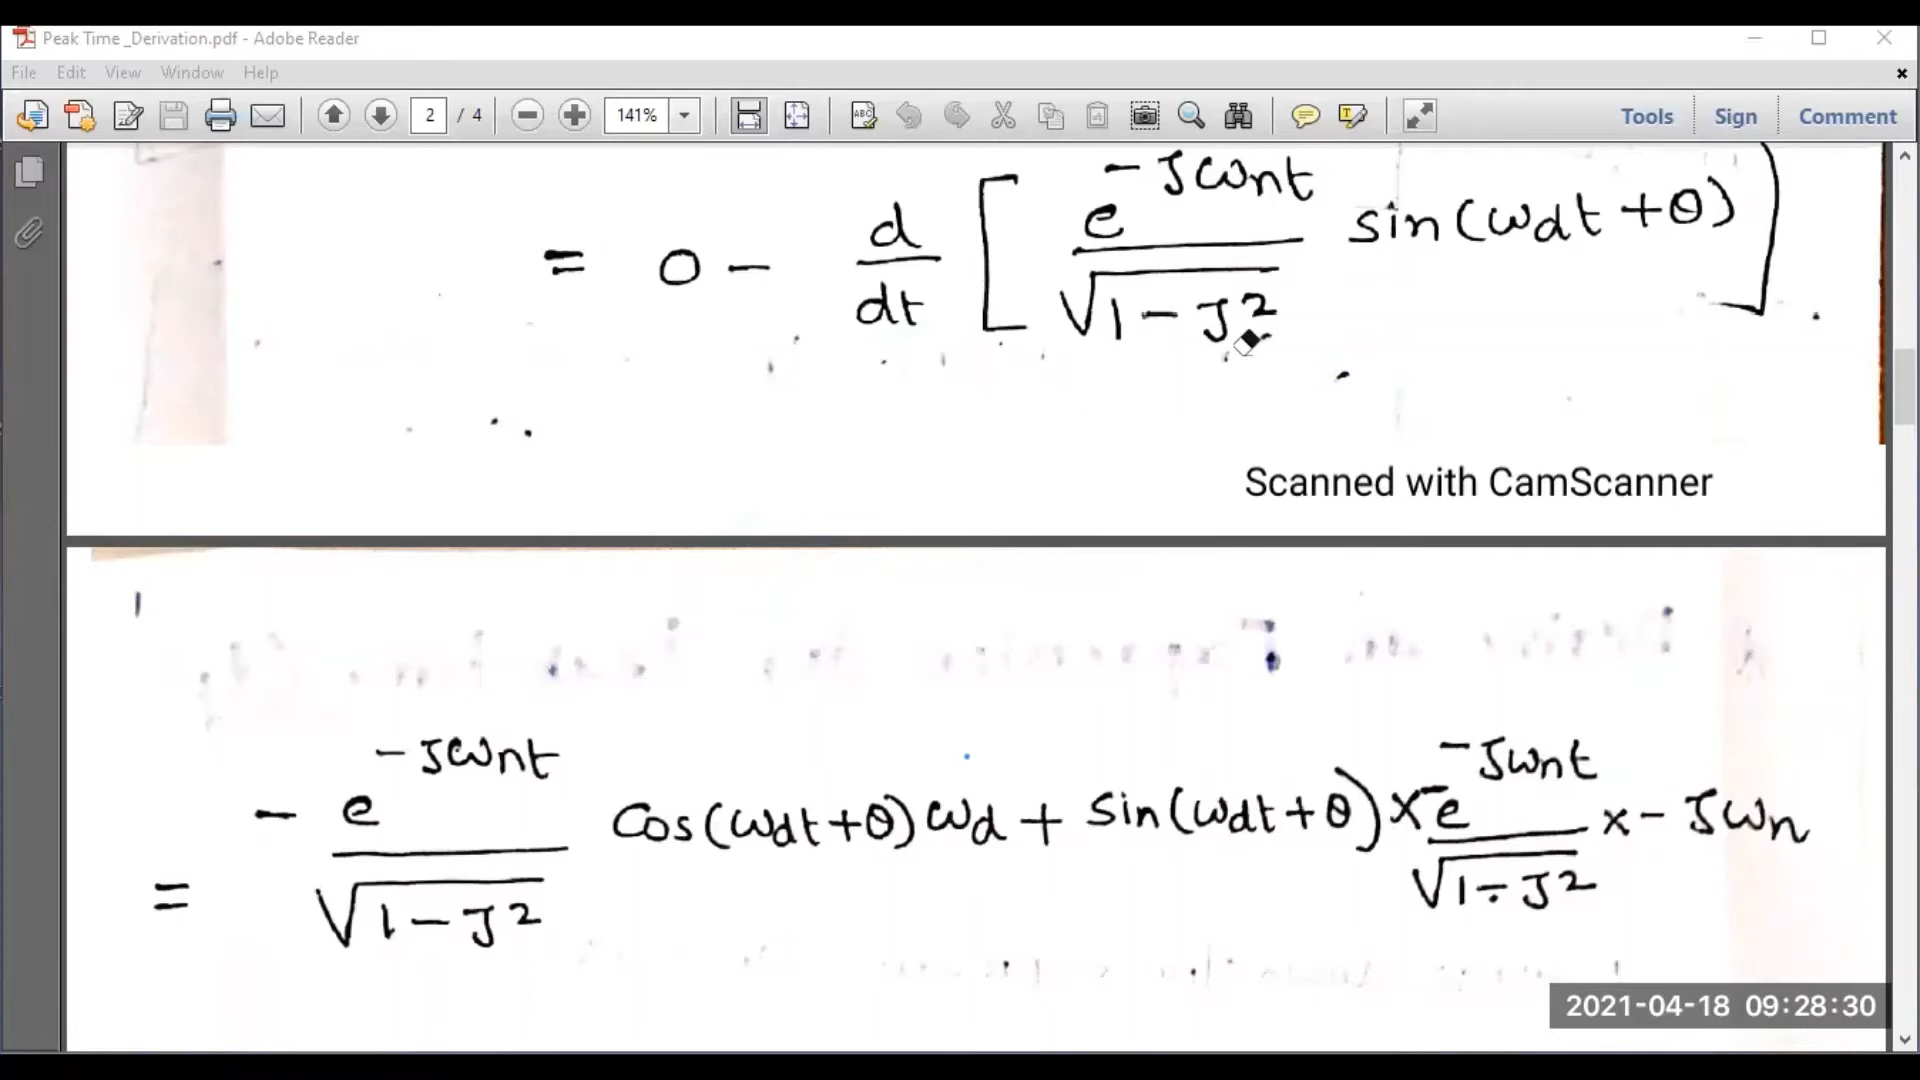 Peak Time _Derivation.pdf - Adobe Reader
File Edit View Window Help
2 / 4 141% Tools Sign Comment
= 0 - d/dt [ e^(-ζωnt) / √(1-ζ²) sin(ωdt+θ) ]
Scanned with CamScanner
= - e^(-ζωnt) / √(1-ζ²) cos(ωdt+θ) ωd + sin(ωdt+θ) × -e^(-ζωnt) / √(1-ζ²) × - ζωn
2021-04-18 09:28:30